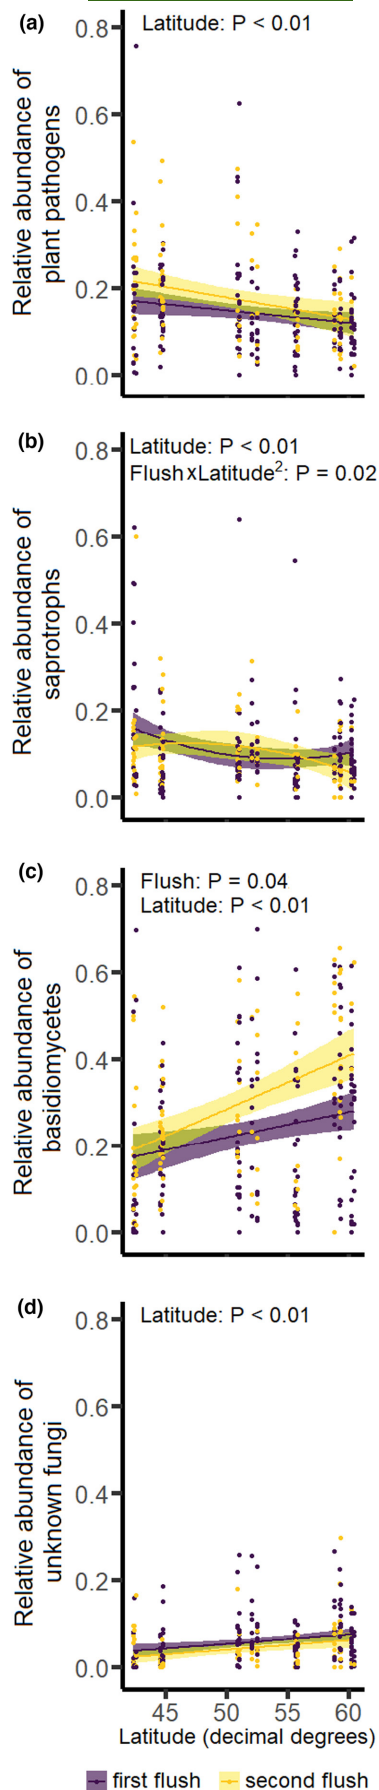 (a)
Latitude: P < 0.01
Relative abundance of
plant pathogens
0.8
0.6
0.4
0.2
0.0
(b)
Latitude: P < 0.01
FlushxLatitude²: P = 0.02
Relative abundance of
saprotrophs
0.8
0.6
0.4
0.2
0.0
(c)
Flush: P = 0.04
Latitude: P < 0.01
Relative abundance of
basidiomycetes
0.8
0.6
0.4
0.2
0.0
(d)
Latitude: P < 0.01
Relative abundance of
unknown fungi
0.8
0.6
0.4
0.2
0.0
45 50 55 60
Latitude (decimal degrees)
first flush second flush